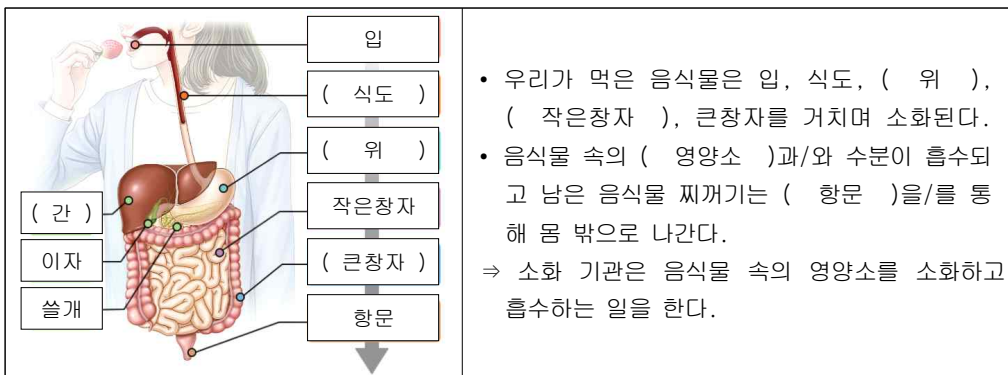 입
( 식도 )
( 위 )
작은창자
( 큰창자 )
항문
( 간 )
이자
쓸개
• 우리가 먹은 음식물은 입, 식도, ( 위 ),
( 작은창자 ), 큰창자를 거치며 소화된다.
• 음식물 속의 ( 영양소 )과/와 수분이 흡수되
고 남은 음식물 찌꺼기는 ( 항문 )을/를 통
해 몸 밖으로 나간다.
⇒ 소화 기관은 음식물 속의 영양소를 소화하고
흡수하는 일을 한다.